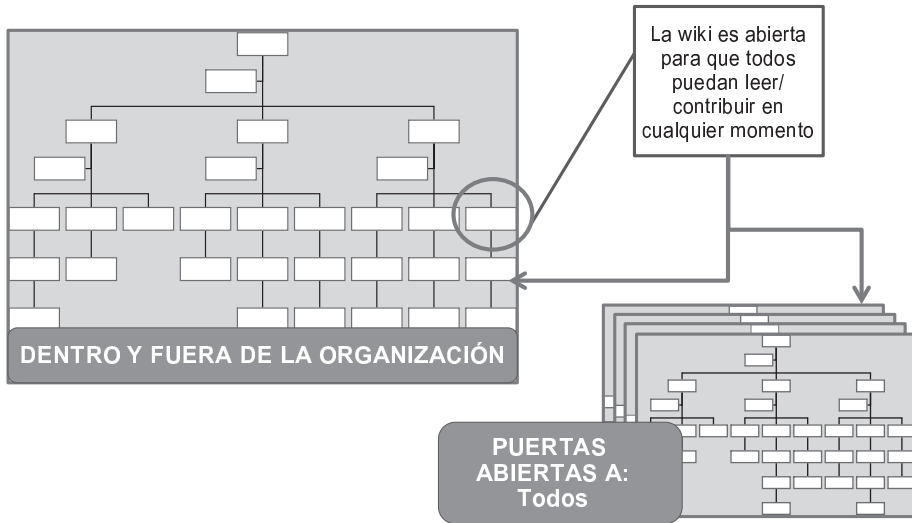 La wiki es abierta
para que todos
puedan leer/
contribuir en
cualquier momento
DENTRO Y FUERA DE LA ORGANIZACIÓN
PUERTAS
ABIERTAS A:
Todos